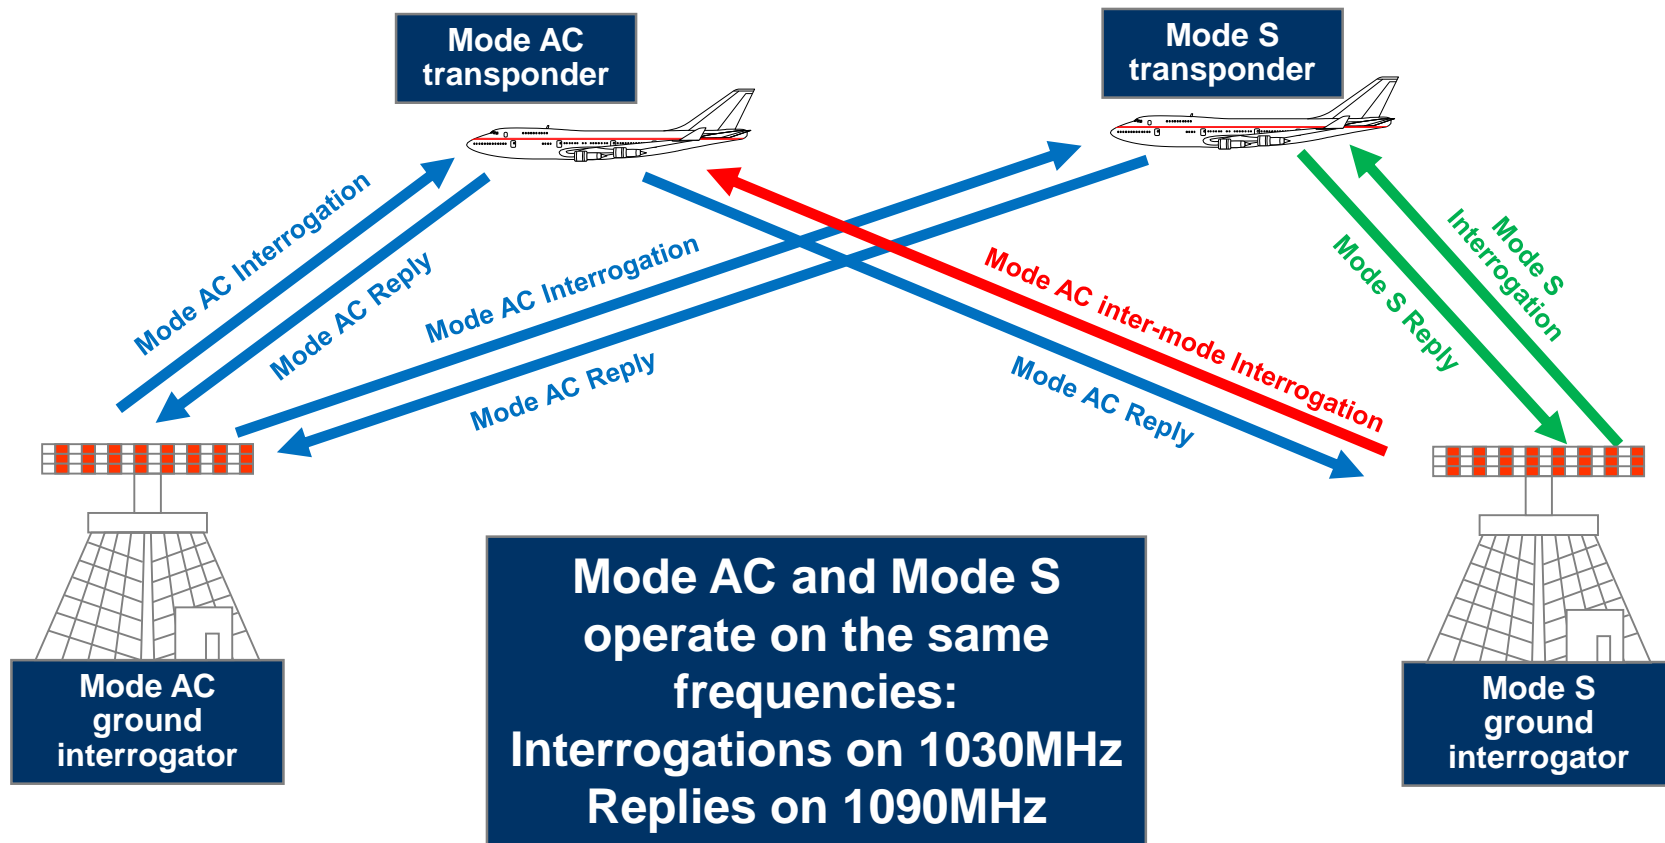 Mode AC
transponder
Mode S
transponder
Mode AC Interrogation
Mode AC Reply
Mode AC Interrogation
Mode AC Reply
Mode AC inter-mode Interrogation
Mode AC Reply
Mode S
Interrogation
Mode S Reply
Mode AC
ground
interrogator
Mode AC and Mode S
operate on the same
frequencies:
Interrogations on 1030MHz
Replies on 1090MHz
Mode S
ground
interrogator